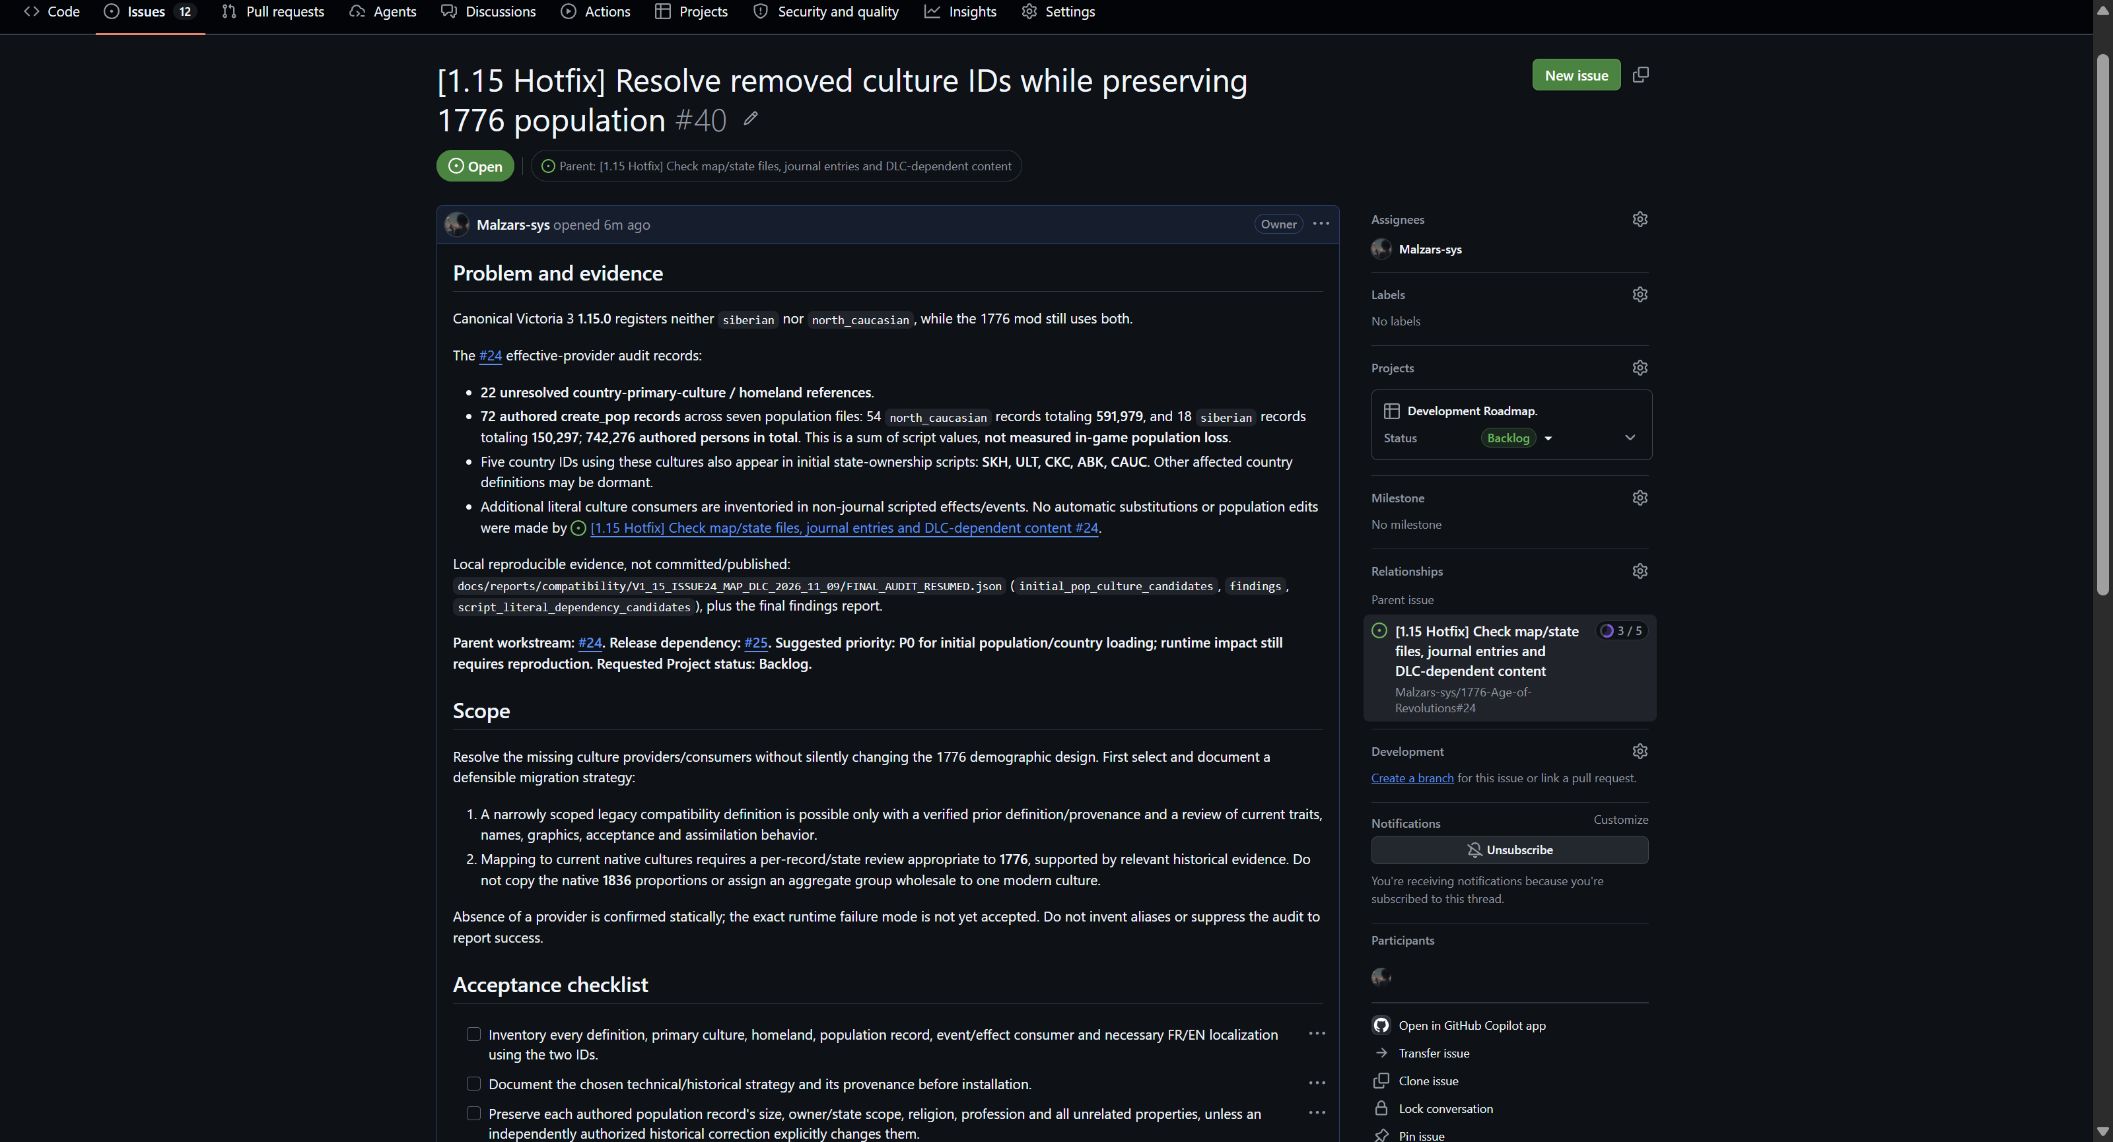 Code
Issues 12
Pull requests
Agents
Discussions
Actions
Projects
Security and quality
Insights
Settings
[1.15 Hotfix] Resolve removed culture IDs while preserving
1776 population #40
New issue
Open
Parent: [1.15 Hotfix] Check map/state files, journal entries and DLC-dependent content
Malzars-sys opened 6m ago
Owner
Problem and evidence
Canonical Victoria 3 1.15.0 registers neither siberian nor north_caucasian, while the 1776 mod still uses both.
The #24 effective-provider audit records:
• 22 unresolved country-primary-culture / homeland references.
• 72 authored create_pop records across seven population files: 54 north_caucasian records totaling 591,979, and 18 siberian records
totaling 150,297; 742,276 authored persons in total. This is a sum of script values, not measured in-game population loss.
• Five country IDs using these cultures also appear in initial state-ownership scripts: SKH, ULT, CKC, ABK, CAUC. Other affected country
definitions may be dormant.
• Additional literal culture consumers are inventoried in non-journal scripted effects/events. No automatic substitutions or population edits
were made by [1.15 Hotfix] Check map/state files, journal entries and DLC-dependent content #24.
Local reproducible evidence, not committed/published:
docs/reports/compatibility/V1_15_ISSUE24_MAP_DLC_2026_11_09/FINAL_AUDIT_RESUMED.json (initial_pop_culture_candidates, findings,
script_literal_dependency_candidates), plus the final findings report.
Parent workstream: #24. Release dependency: #25. Suggested priority: P0 for initial population/country loading; runtime impact still
requires reproduction. Requested Project status: Backlog.
Scope
Resolve the missing culture providers/consumers without silently changing the 1776 demographic design. First select and document a
defensible migration strategy:
1. A narrowly scoped legacy compatibility definition is possible only with a verified prior definition/provenance and a review of current traits,
names, graphics, acceptance and assimilation behavior.
2. Mapping to current native cultures requires a per-record/state review appropriate to 1776, supported by relevant historical evidence. Do
not copy the native 1836 proportions or assign an aggregate group wholesale to one modern culture.
Absence of a provider is confirmed statically; the exact runtime failure mode is not yet accepted. Do not invent aliases or suppress the audit to
report success.
Acceptance checklist
Inventory every definition, primary culture, homeland, population record, event/effect consumer and necessary FR/EN localization
using the two IDs.
Document the chosen technical/historical strategy and its provenance before installation.
Preserve each authored population record's size, owner/state scope, religion, profession and all unrelated properties, unless an
independently authorized historical correction explicitly changes them.
Assignees
Malzars-sys
Labels
No labels
Projects
Development Roadmap.
Status Backlog
Milestone
No milestone
Relationships
Parent issue
[1.15 Hotfix] Check map/state 3 / 5
files, journal entries and
DLC-dependent content
Malzars-sys/1776-Age-of-
Revolutions#24
Development
Create a branch for this issue or link a pull request.
Notifications Customize
Unsubscribe
You're receiving notifications because you're
subscribed to this thread.
Participants
Open in GitHub Copilot app
Transfer issue
Clone issue
Lock conversation
Pin issue